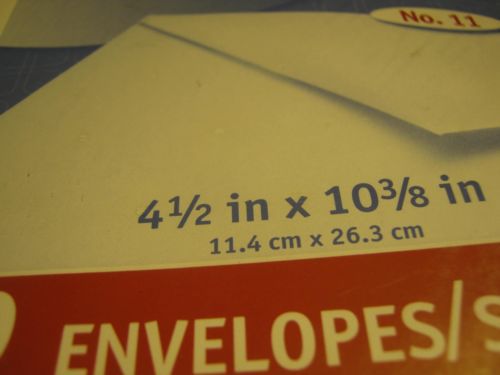 No. 11
4½ in x 10⅜ in
11.4 cm x 26.3 cm
ENVELOPES/S